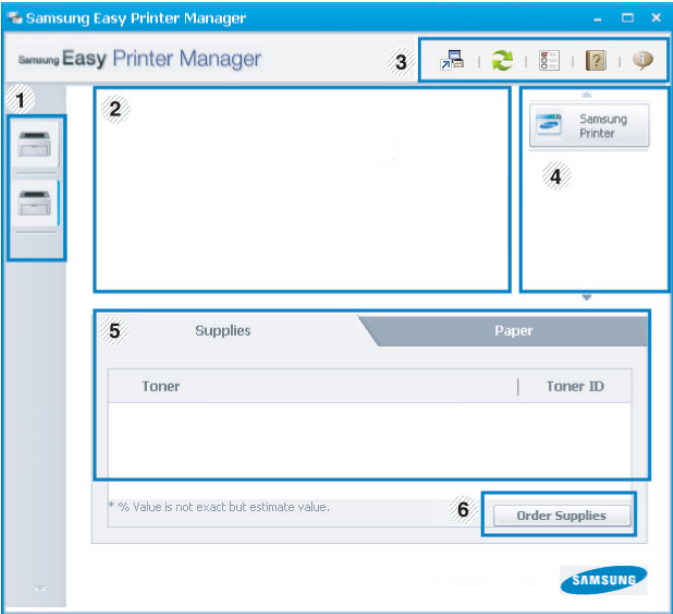 Samsung Easy Printer Manager
Samsung Easy Printer Manager
3
1
2
Samsung
Printer
4
5
Supplies
Paper
Toner
Toner ID
* % Value is not exact but estimate value.
6
Order Supplies
SAMSUNG